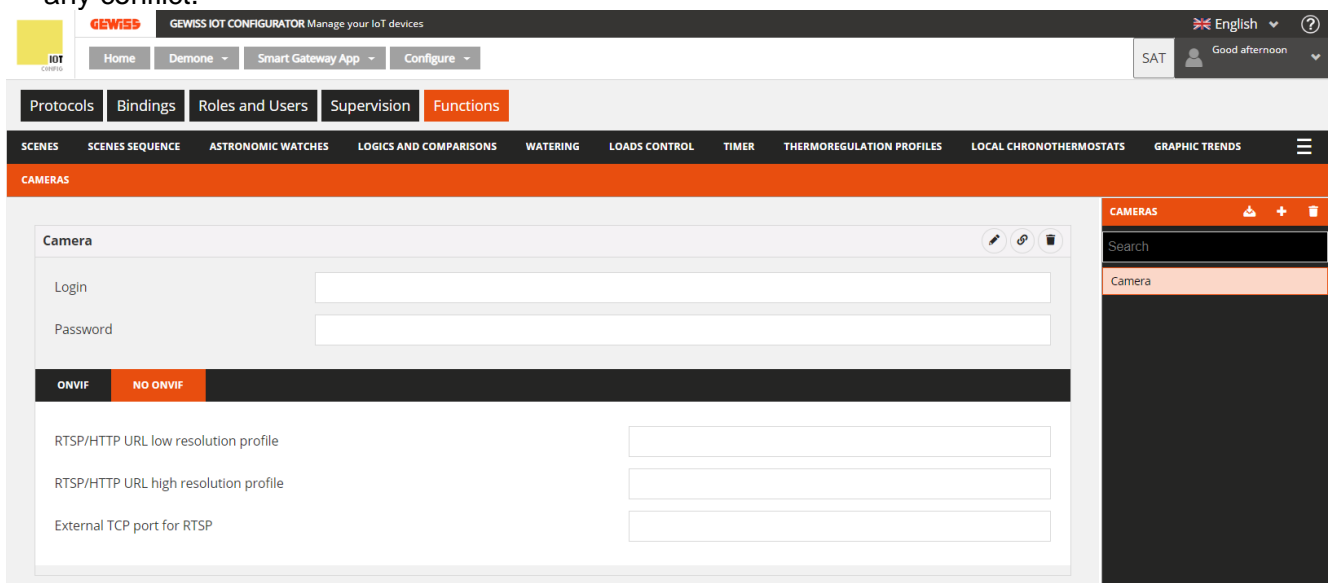 any conflict.
GEWISS GEWISS IOT CONFIGURATOR Manage your IoT devices English ?
IOT
CONFIG
Home Demone Smart Gateway App Configure SAT Good afternoon
Protocols Bindings Roles and Users Supervision Functions
SCENES SCENES SEQUENCE ASTRONOMIC WATCHES LOGICS AND COMPARISONS WATERING LOADS CONTROL TIMER THERMOREGULATION PROFILES LOCAL CHRONOTHERMOSTATS GRAPHIC TRENDS
CAMERAS
CAMERAS
Camera
Search
Login
Camera
Password
ONVIF NO ONVIF
RTSP/HTTP URL low resolution profile
RTSP/HTTP URL high resolution profile
External TCP port for RTSP